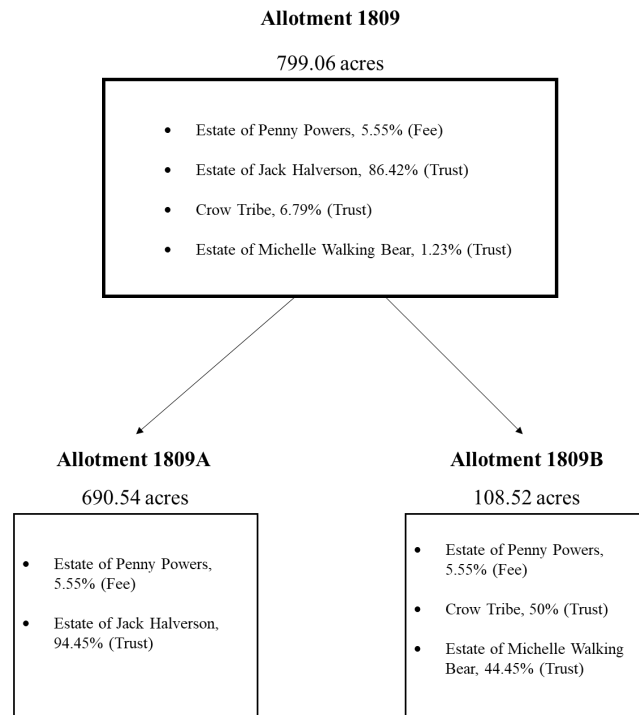 Allotment 1809
799.06 acres
• Estate of Penny Powers, 5.55% (Fee)
• Estate of Jack Halverson, 86.42% (Trust)
• Crow Tribe, 6.79% (Trust)
• Estate of Michelle Walking Bear, 1.23% (Trust)
Allotment 1809A
690.54 acres
• Estate of Penny Powers,
5.55% (Fee)
• Estate of Jack Halverson,
94.45% (Trust)
Allotment 1809B
108.52 acres
• Estate of Penny Powers,
5.55% (Fee)
• Crow Tribe, 50% (Trust)
• Estate of Michelle Walking
Bear, 44.45% (Trust)